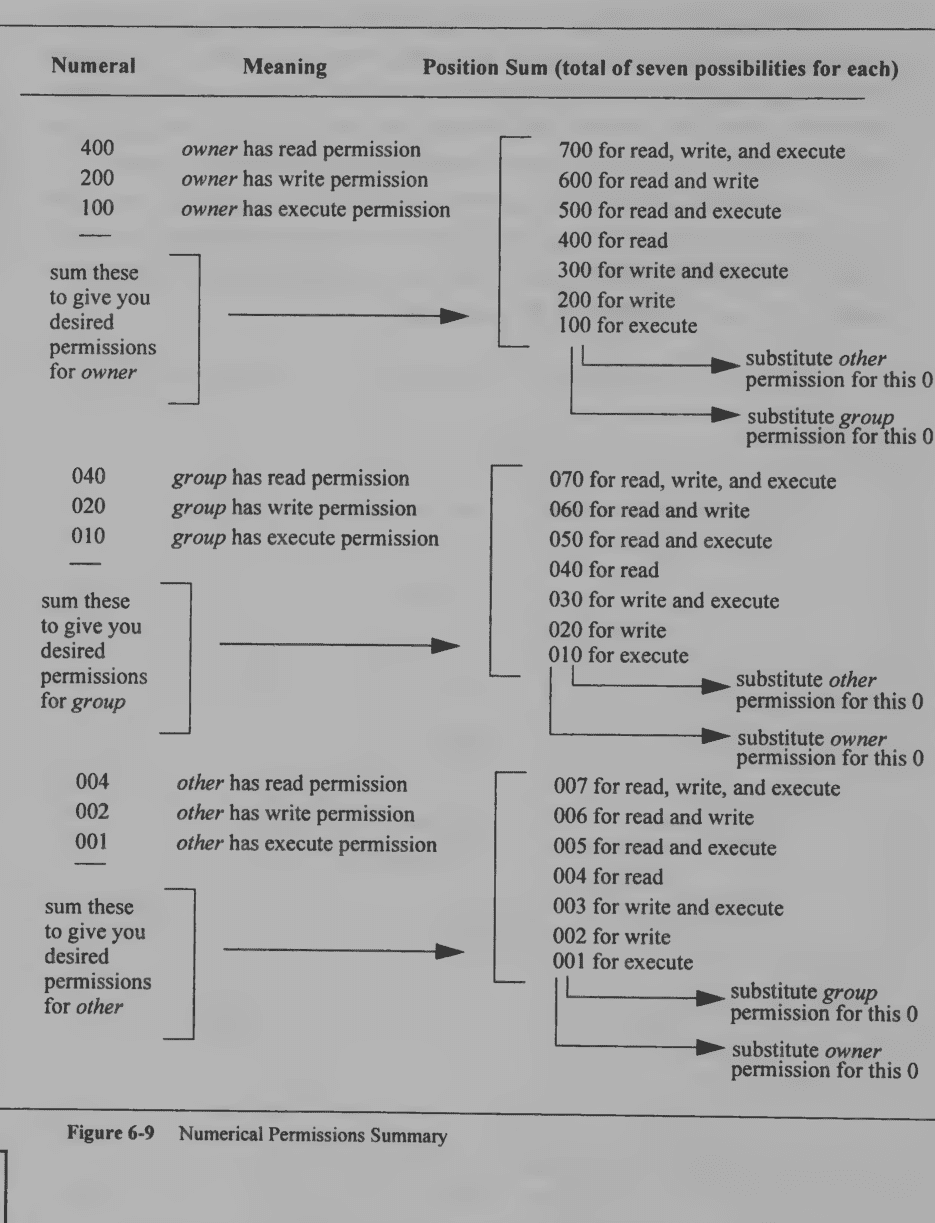 Numeral Meaning Position Sum (total of seven possibilities for each)
400 owner has read permission 700 for read, write, and execute
200 owner has write permission 600 for read and write
100 owner has execute permission 500 for read and execute
400 for read
sum these 300 for write and execute
to give you 200 for write
desired 100 for execute
permissions substitute other
for owner permission for this 0
substitute group
permission for this 0
040 group has read permission 070 for read, write, and execute
020 group has write permission 060 for read and write
010 group has execute permission 050 for read and execute
040 for read
sum these 030 for write and execute
to give you 020 for write
desired 010 for execute
permissions substitute other
for group permission for this 0
substitute owner
permission for this 0
004 other has read permission 007 for read, write, and execute
002 other has write permission 006 for read and write
001 other has execute permission 005 for read and execute
004 for read
sum these 003 for write and execute
to give you 002 for write
desired 001 for execute
permissions substitute group
for other permission for this 0
substitute owner
permission for this 0
Figure 6-9 Numerical Permissions Summary